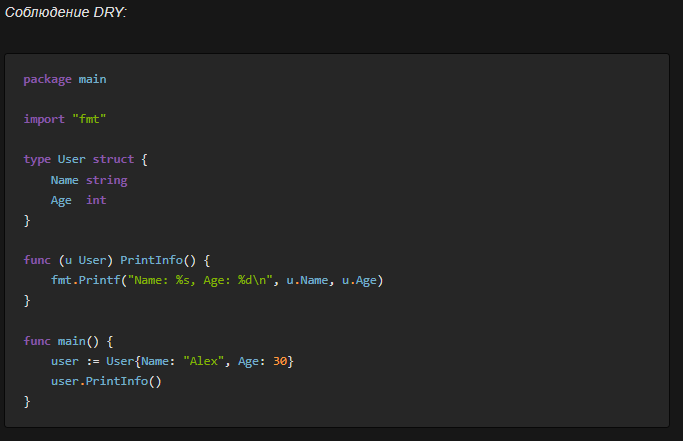 Соблюдение DRY:
package main
import "fmt"
type User struct {
    Name string
    Age  int
}
func (u User) PrintInfo() {
    fmt.Printf("Name: %s, Age: %d\n", u.Name, u.Age)
}
func main() {
    user := User{Name: "Alex", Age: 30}
    user.PrintInfo()
}